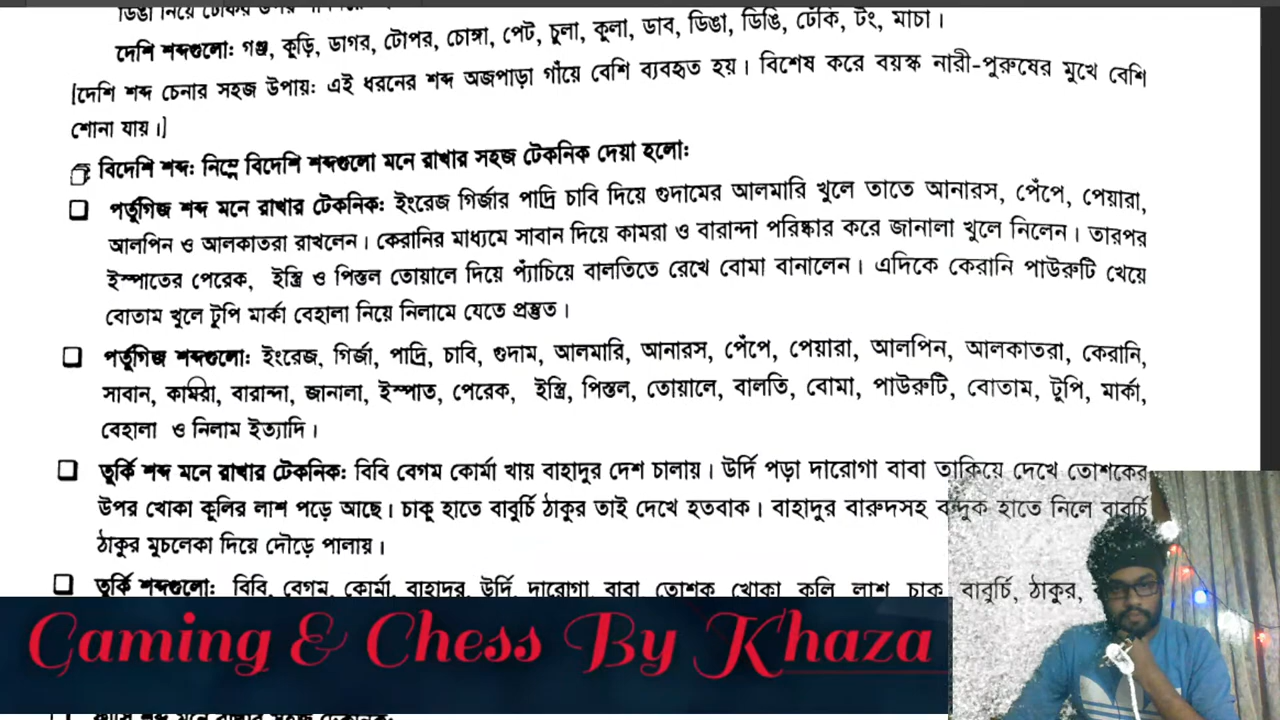 ডিঙা নিয়ে চৌকির উপর
দেশি শব্দগুলো: গঞ্জ, কুড়ি, ডাগর, টোপর, চোঙ্গা, পেট, চুলা, কুলা, ডাব, ডিঙা, ডিঙি, ঢেঁকি, টং, মাচা।
[দেশি শব্দ চেনার সহজ উপায়: এই ধরনের শব্দ অজপাড়া গাঁয়ে বেশি ব্যবহৃত হয়। বিশেষ করে বয়স্ক নারী-পুরুষের মুখে বেশি
শোনা যায়।]
বিদেশি শব্দ: নিম্নে বিদেশি শব্দগুলো মনে রাখার সহজ টেকনিক দেয়া হলো:
পর্তুগিজ শব্দ মনে রাখার টেকনিক: ইংরেজ গির্জার পাদ্রি চাবি দিয়ে গুদামের আলমারি খুলে তাতে আনারস, পেঁপে, পেয়ারা,
আলপিন ও আলকাতরা রাখলেন। কেরানির মাধ্যমে সাবান দিয়ে কামরা ও বারান্দা পরিষ্কার করে জানালা খুলে নিলেন। তারপর
ইস্পাতের পেরেক, ইস্ত্রি ও পিস্তল তোয়ালে দিয়ে প্যাঁচিয়ে বালতিতে রেখে বোমা বানালেন। এদিকে কেরানি পাউরুটি খেয়ে
বোতাম খুলে টুপি মার্কা বেহালা নিয়ে নিলামে যেতে প্রস্তুত।
পর্তুগিজ শব্দগুলো: ইংরেজ, গির্জা, পাদ্রি, চাবি, গুদাম, আলমারি, আনারস, পেঁপে, পেয়ারা, আলপিন, আলকাতরা, কেরানি,
সাবান, কামরা, বারান্দা, জানালা, ইস্পাত, পেরেক, ইস্ত্রি, পিস্তল, তোয়ালে, বালতি, বোমা, পাউরুটি, বোতাম, টুপি, মার্কা,
বেহালা ও নিলাম ইত্যাদি।
তুর্কি শব্দ মনে রাখার টেকনিক: বিবি বেগম কোর্মা খায় বাহাদুর দেশ চালায়। উর্দি পড়া দারোগা বাবা তাকিয়ে দেখে তোশকের
উপর খোকা কুলির লাশ পড়ে আছে। চাকু হাতে বাবুর্চি ঠাকুর তাই দেখে হতবাক। বাহাদুর বারুদসহ বন্দুক হাতে নিলে বাবুর্চি
ঠাকুর মুচলেকা দিয়ে দৌড়ে পালায়।
তুর্কি শব্দগুলো: বিবি, বেগম, কোর্মা, বাহাদুর, উর্দি, দারোগা, বাবা, তোশক, খোকা, কুলি, লাশ, চাকু, বাবুর্চি, ঠাকুর,
Gaming & Chess By Khaza